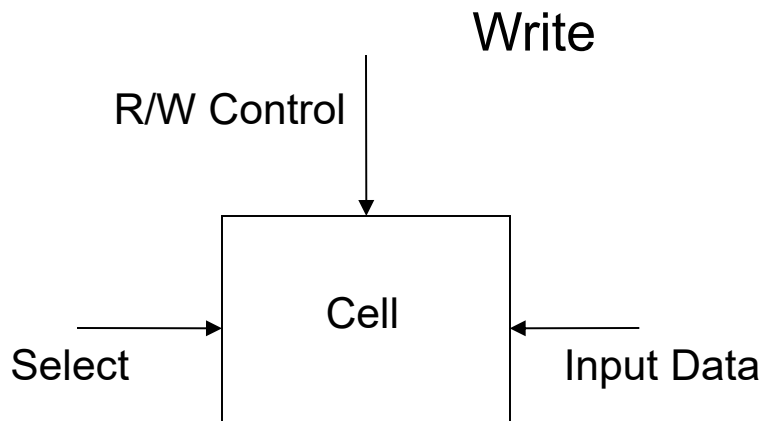 Write
R/W Control
Cell
Select
Input Data